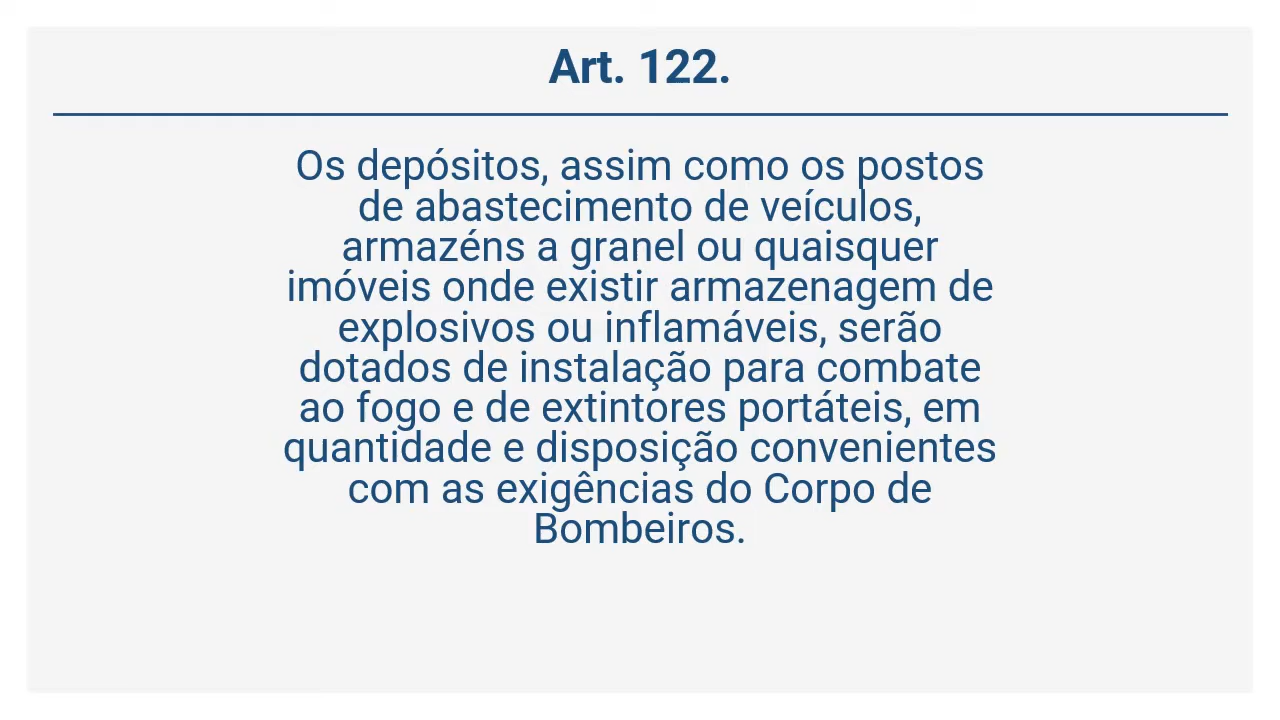 Art. 122.
Os depósitos, assim como os postos
de abastecimento de veículos,
armazéns a granel ou quaisquer
imóveis onde existir armazenagem de
explosivos ou inflamáveis, serão
dotados de instalação para combate
ao fogo e de extintores portáteis, em
quantidade e disposição convenientes
com as exigências do Corpo de
Bombeiros.